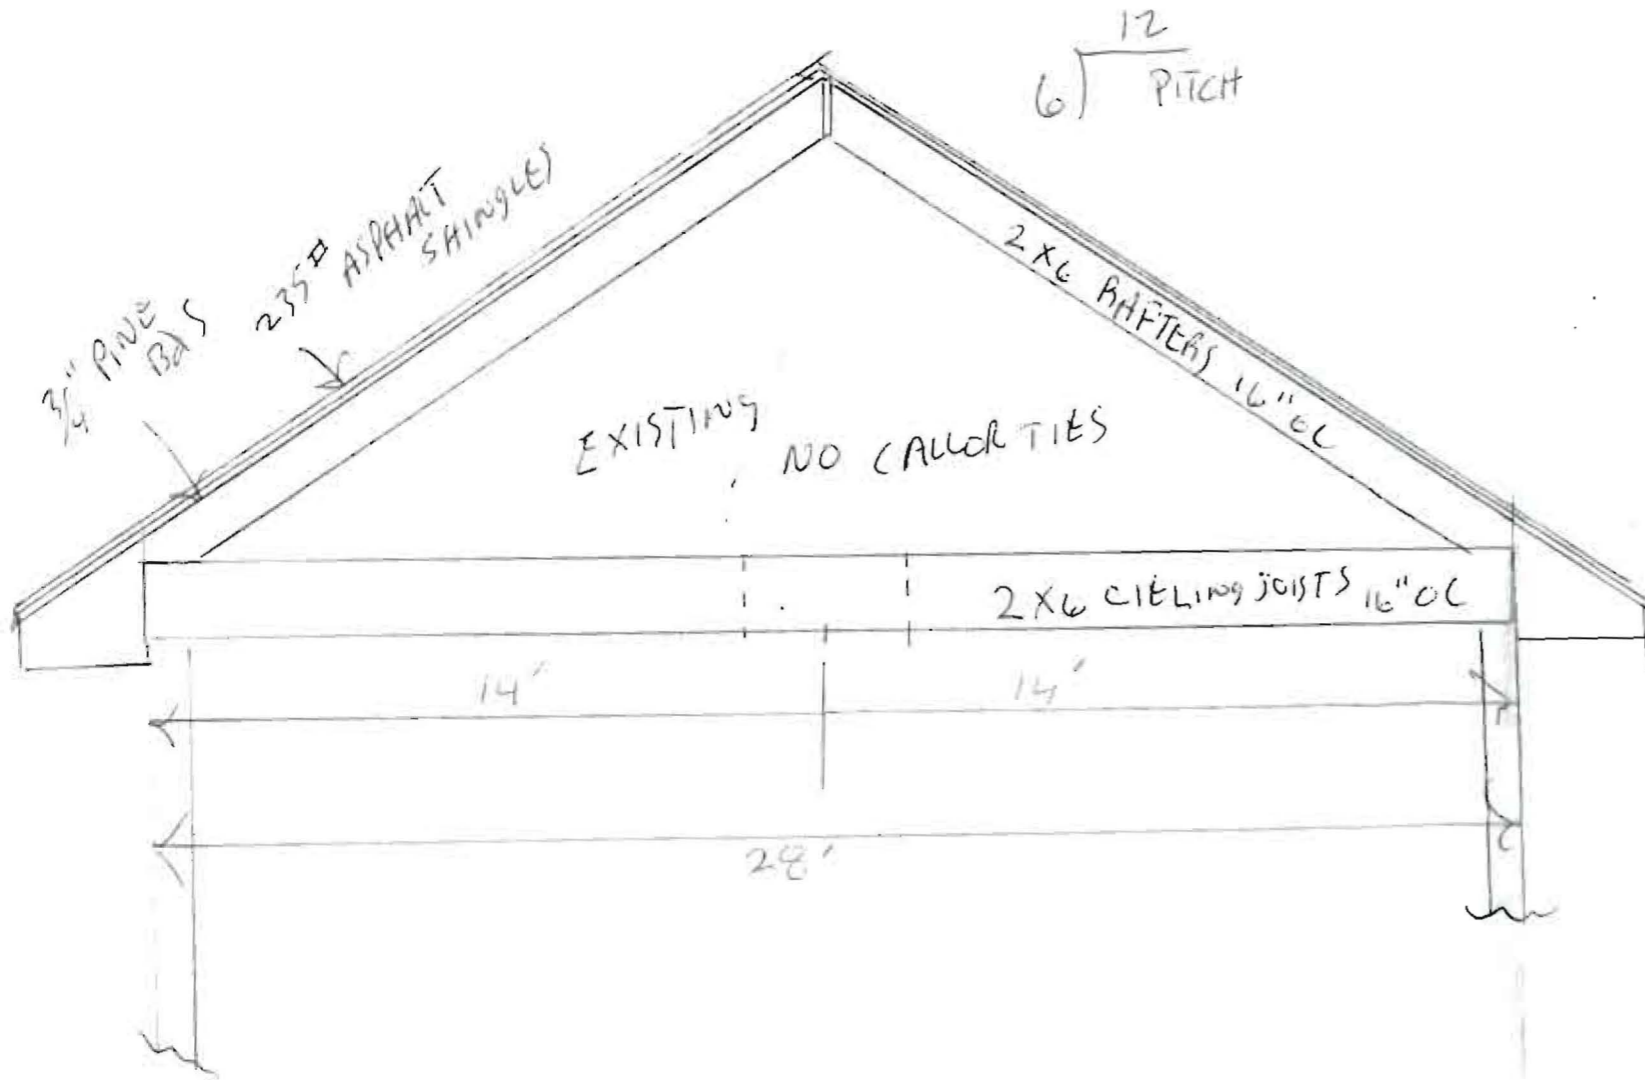 12
6) PITCH
235# ASPHALT
SHINGLES
3/4" PINE
BdS
2X6 RAFTERS 16" OC
EXISTING
NO CALLOR TIES
2X6 CIELING JOISTS 16" OC
14' 14'
28'